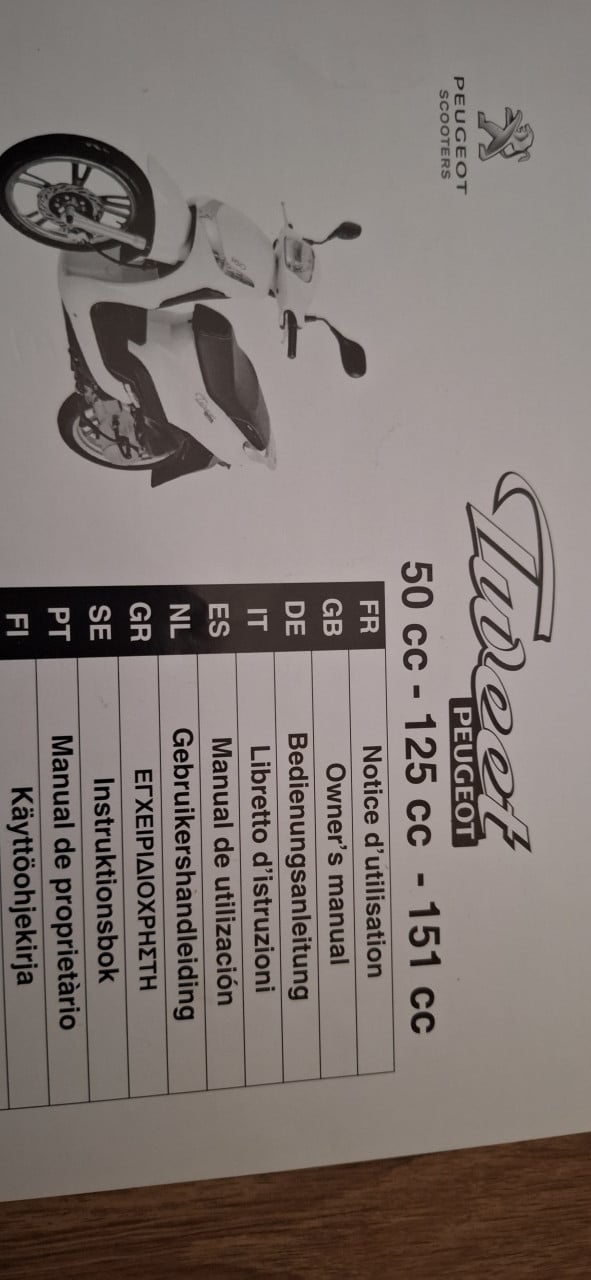 PEUGEOT
SCOOTERS
Tweet
PEUGEOT
50 cc - 125 cc - 151 cc
FR Notice d'utilisation
GB Owner's manual
DE Bedienungsanleitung
IT Libretto d'istruzioni
ES Manual de utilización
NL Gebruikershandleiding
GR ΕΓΧΕΙΡΙΔΙΟΧΡΗΣΤΗ
SE Instruktionsbok
PT Manual de proprietàrio
FI Käyttöohjekirja